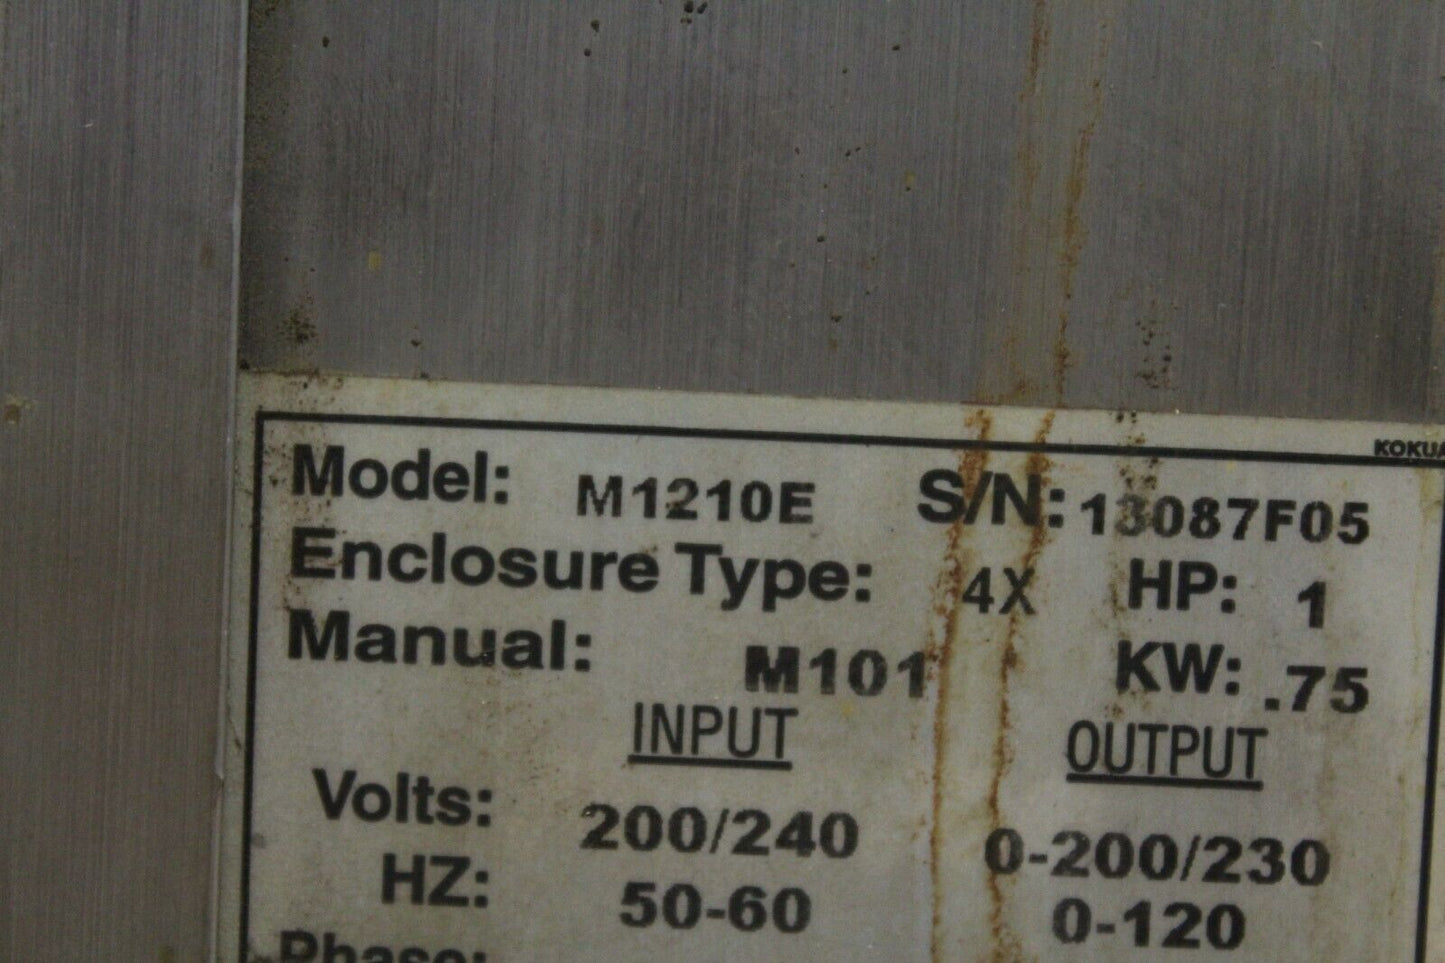 KOKUA
Model: M1210E S/N: 13087F05
Enclosure Type: 4X HP: 1
Manual: M101 KW: .75
INPUT OUTPUT
Volts: 200/240 0-200/230
HZ: 50-60 0-120
Phase: